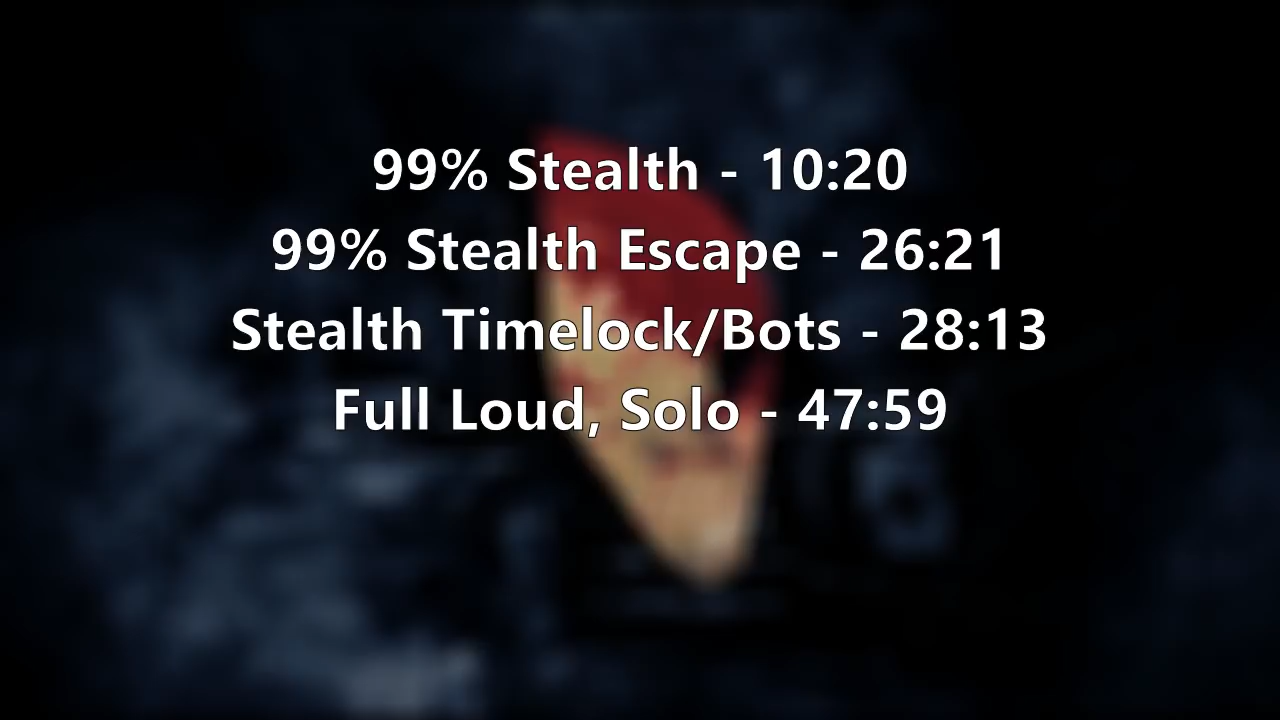 99% Stealth - 10:20
99% Stealth Escape - 26:21
Stealth Timelock/Bots - 28:13
Full Loud, Solo - 47:59